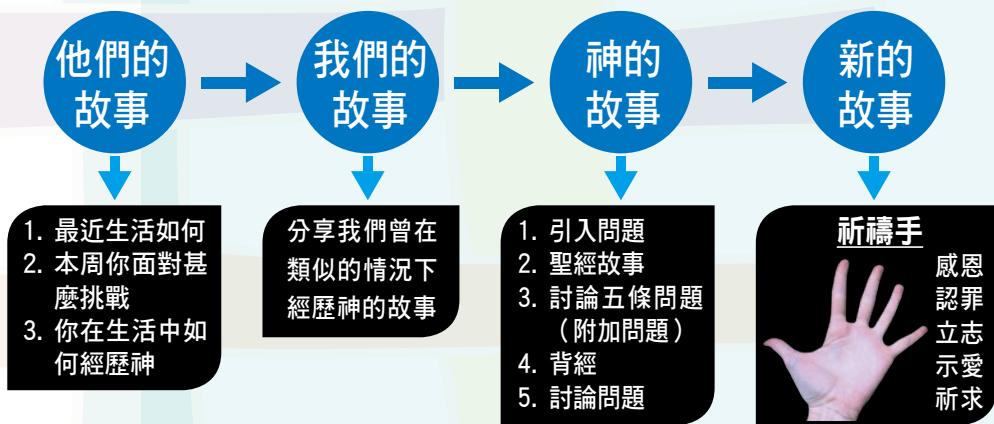 他們的
故事
我們的
故事
神的
故事
新的
故事
1. 最近生活如何
2. 本周你面對甚
麼挑戰
3. 你在生活中如
何經歷神
分享我們曾在
類似的情況下
經歷神的故事
1. 引入問題
2. 聖經故事
3. 討論五條問題
（附加問題）
4. 背經
5. 討論問題
祈禱手
感恩
認罪
立志
示愛
祈求